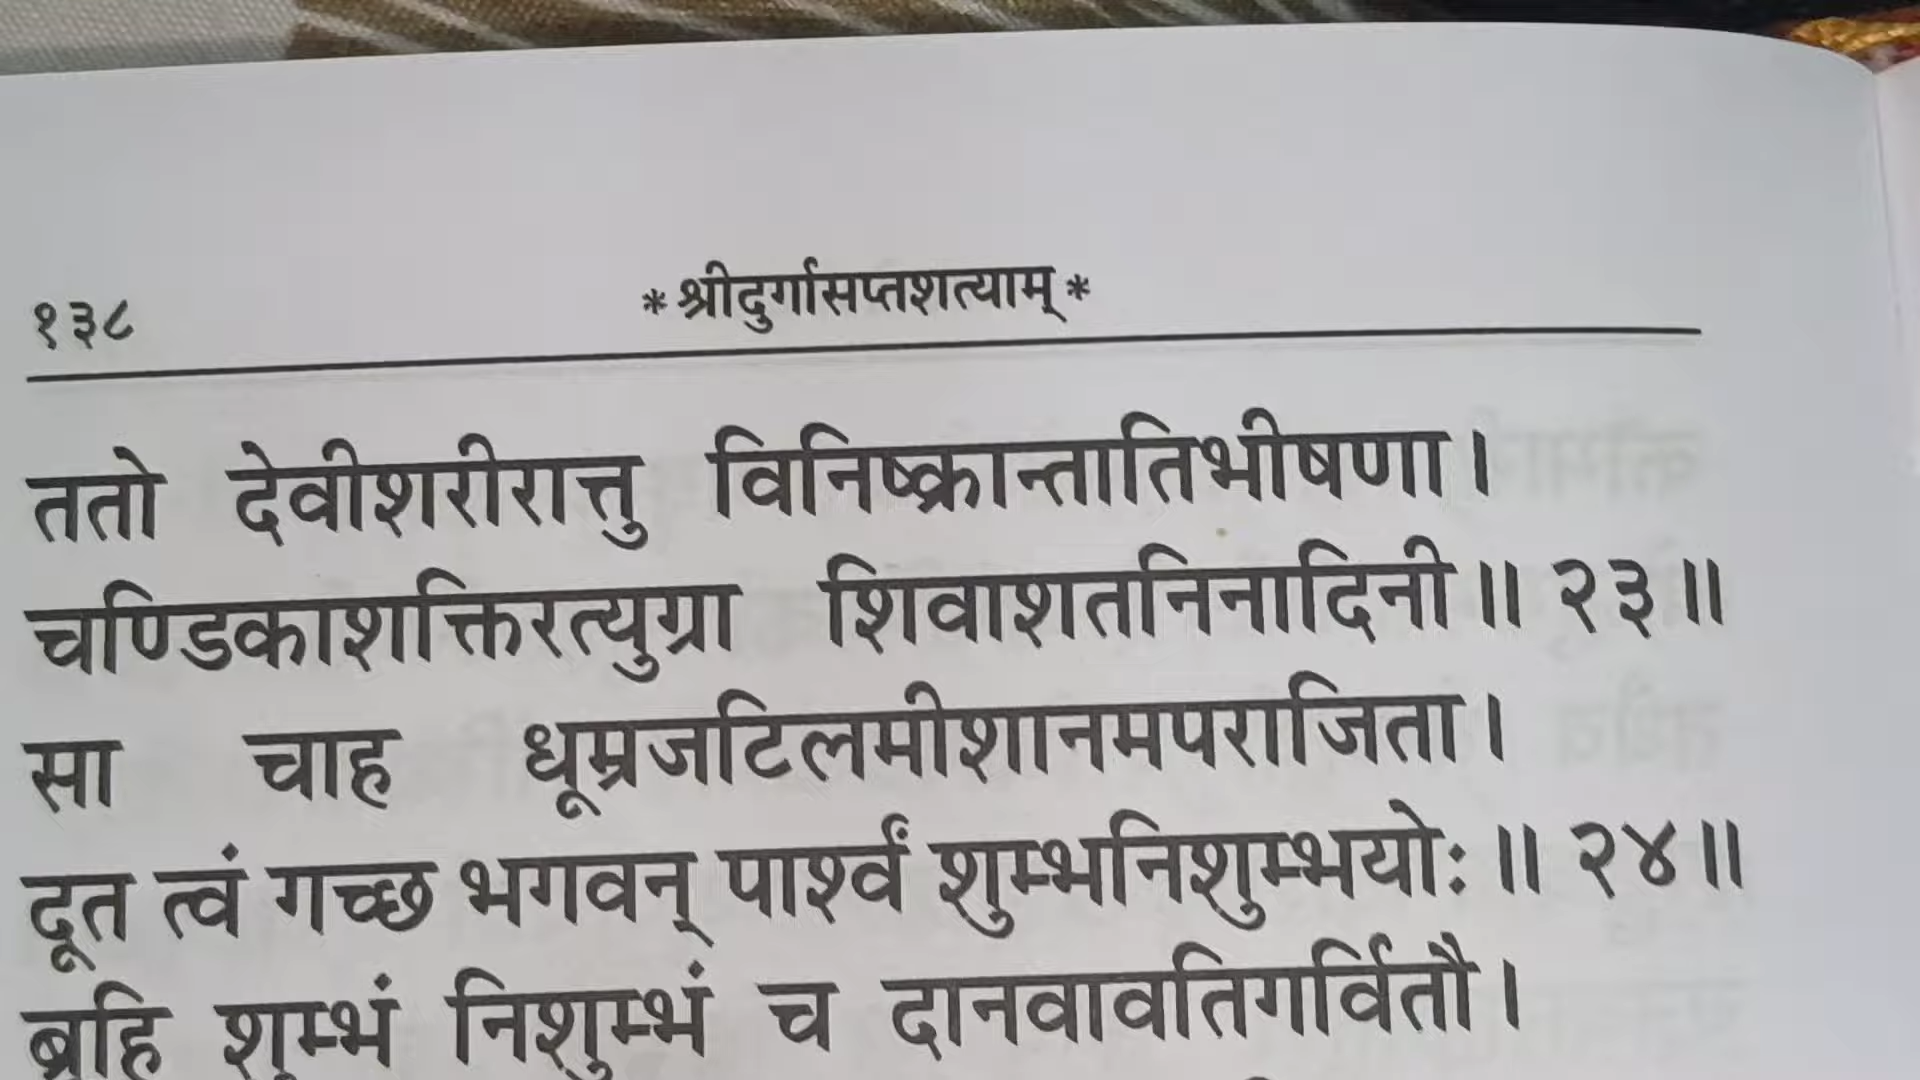 १३८
* श्रीदुर्गासप्तशत्याम् *
ततो देवीशरीरात्तु विनिष्क्रान्तातिभीषणा।
चण्डिकाशक्तिरत्युग्रा शिवाशतनिनादिनी॥ २३॥
सा चाह धूम्रजटिलमीशानमपराजिता।
दूत त्वं गच्छ भगवन् पार्श्वं शुम्भनिशुम्भयोः॥ २४॥
ब्रूहि शुम्भं निशुम्भं च दानवावतिगर्वितौ।